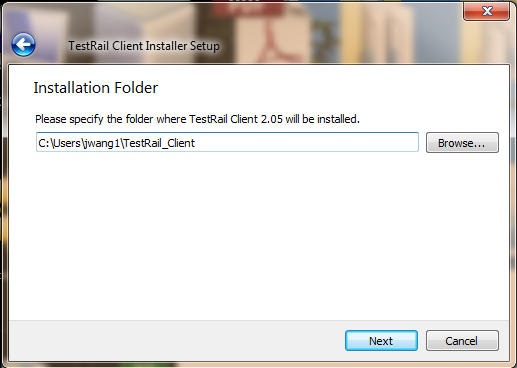 TestRail Client Installer Setup
Installation Folder
Please specify the folder where TestRail Client 2.05 will be installed.
C:\Users\jwang1\TestRail_Client
Browse...
Next
Cancel